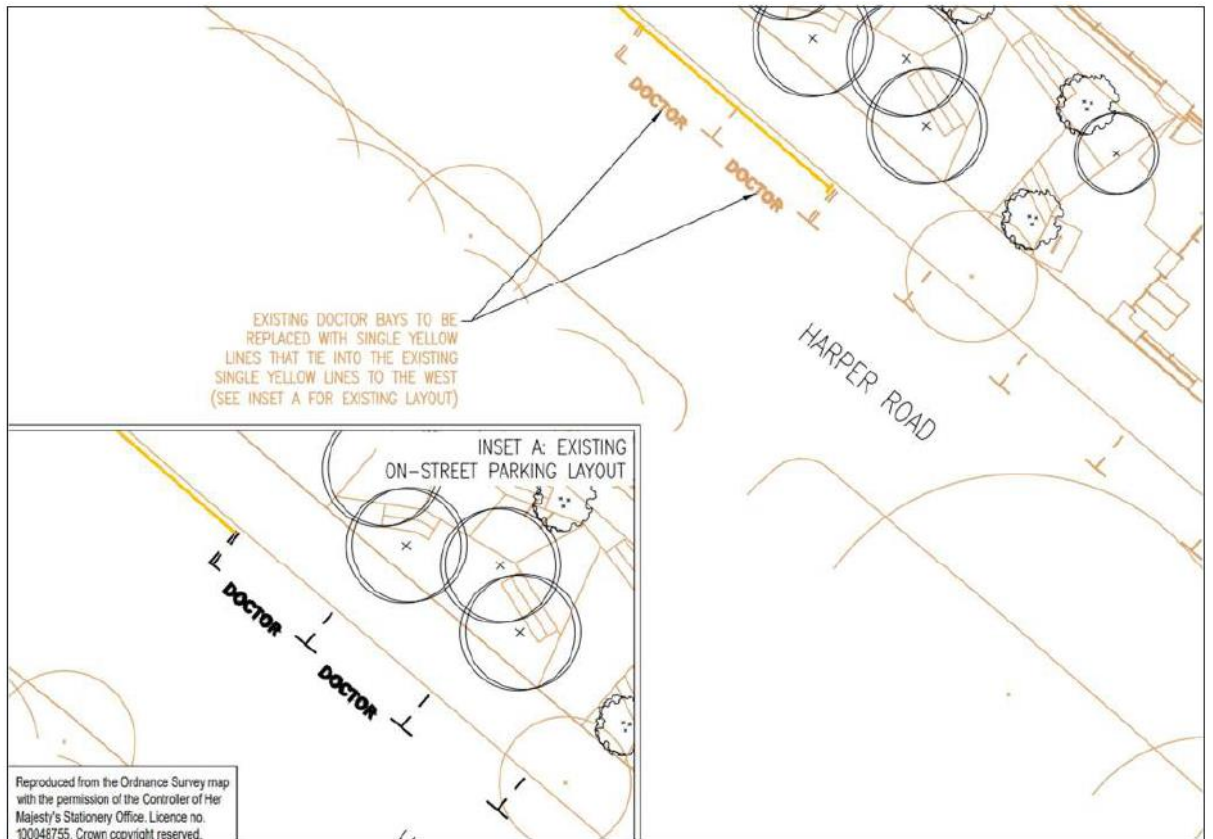 DOCTOR
DOCTOR
EXISTING DOCTOR BAYS TO BE
REPLACED WITH SINGLE YELLOW
LINES THAT TIE INTO THE EXISTING
SINGLE YELLOW LINES TO THE WEST
(SEE INSET A FOR EXISTING LAYOUT)
HARPER ROAD
INSET A: EXISTING
ON-STREET PARKING LAYOUT
DOCTOR
DOCTOR
Reproduced from the Ordnance Survey map
with the permission of the Controller of Her
Majesty's Stationery Office. Licence no.
100048755. Crown copyright reserved.